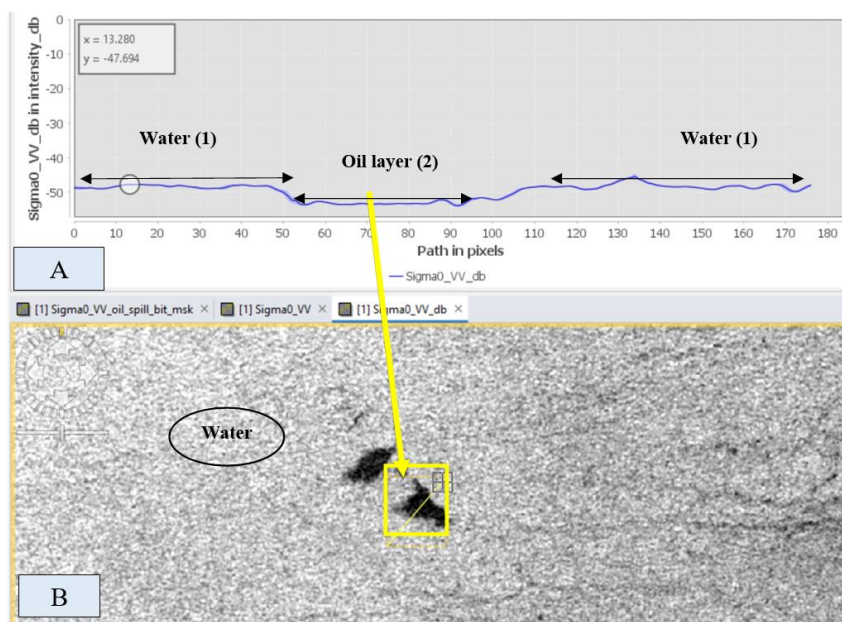 Sigma0_VV_db in intensity_db
0
-10
-20
-30
-40
-50
x = 13.280
y = -47.694
Water (1)
Oil layer (2)
Water (1)
0 10 20 30 40 50 60 70 80 90 100 110 120 130 140 150 160 170 180
Path in pixels
Sigma0_VV_db
A
[1] Sigma0_VV_oil_spill_bit_msk × [1] Sigma0_VV × [1] Sigma0_VV_db ×
Water
B